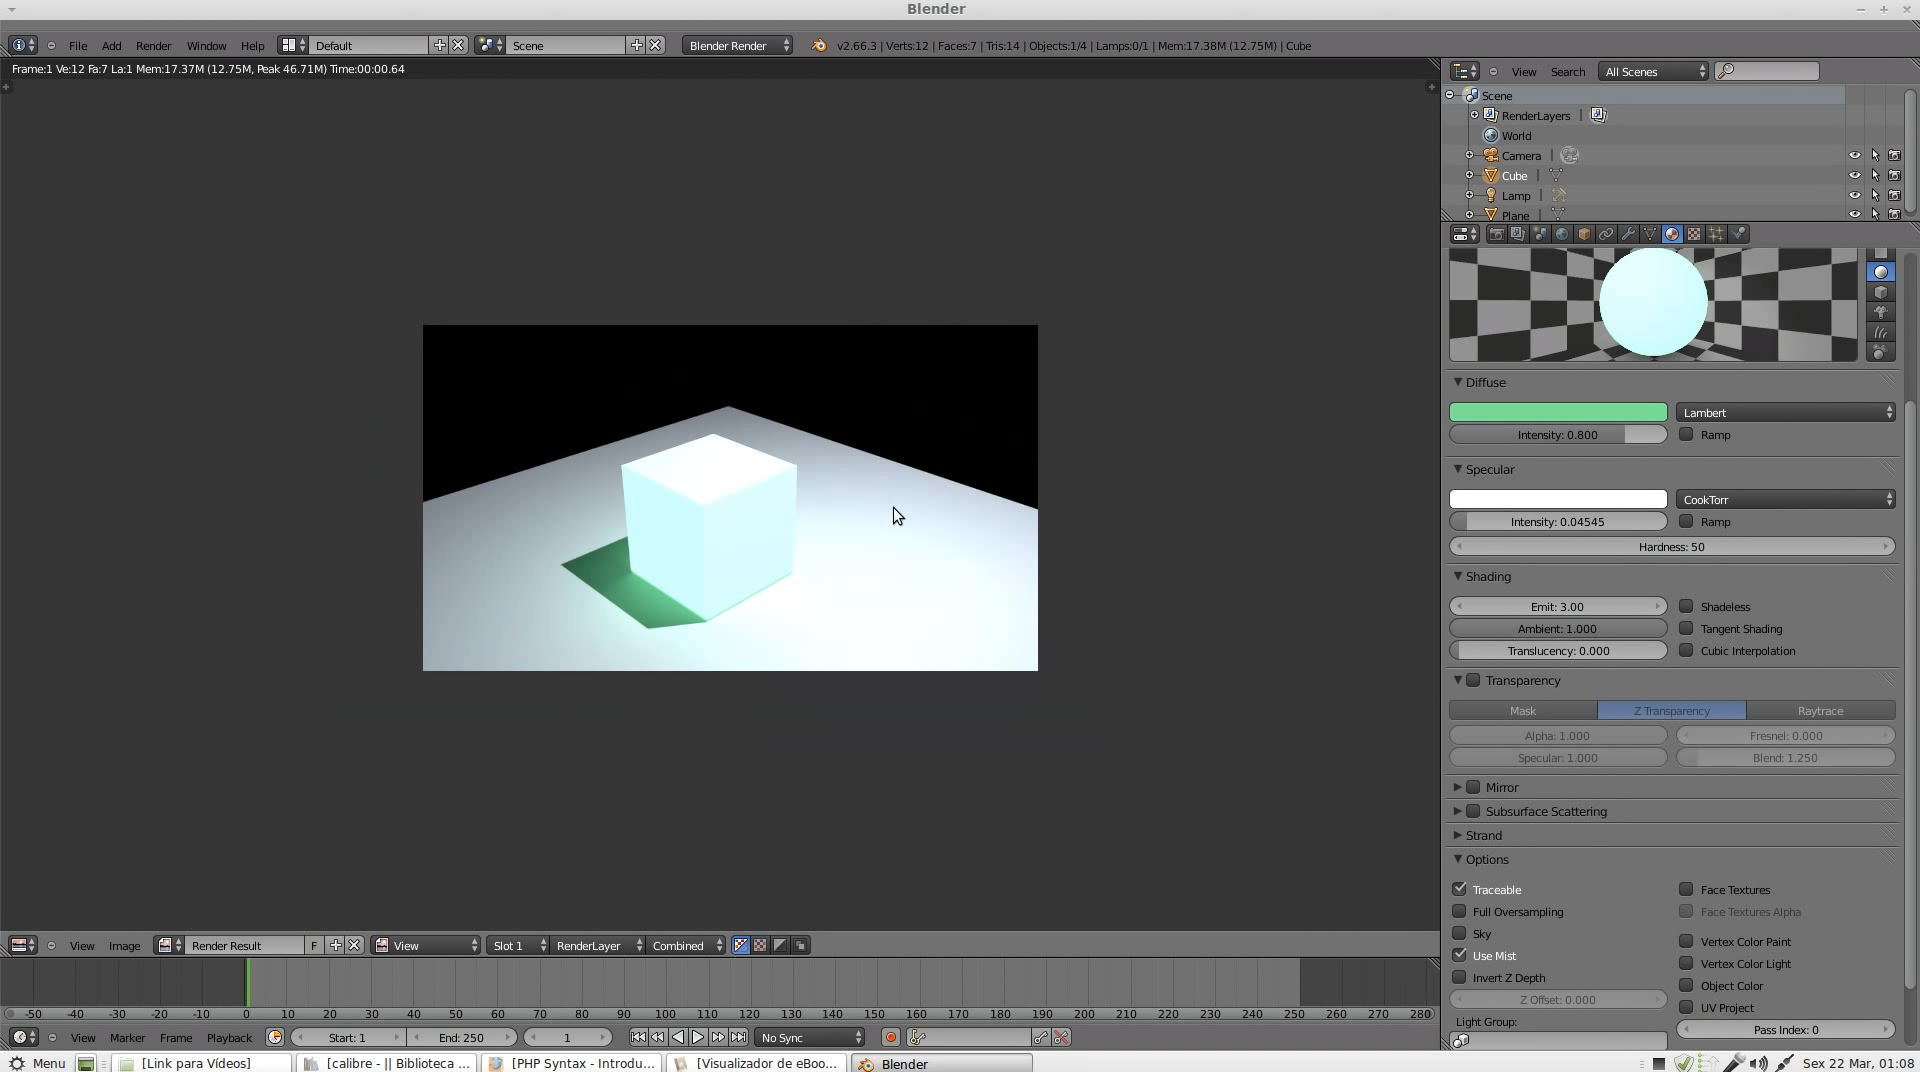 Blender
File Add Render Window Help Default Scene Blender Render v2.66.3 | Verts:12 | Faces:7 | Tris:14 | Objects:1/4 | Lamps:0/1 | Mem:17.38M (12.75M) | Cube
Frame:1 Ve:12 Fa:7 La:1 Mem:17.37M (12.75M, Peak 46.71M) Time:00:00.64
View Search All Scenes
Scene
RenderLayers
World
Camera
Cube
Lamp
Plane
Diffuse
Lambert
Intensity: 0.800 Ramp
Specular
CookTorr
Intensity: 0.04545 Ramp
Hardness: 50
Shading
Emit: 3.00 Shadeless
Ambient: 1.000 Tangent Shading
Translucency: 0.000 Cubic Interpolation
Transparency
Mask Z Transparency Raytrace
Alpha: 1.000 Fresnel: 0.000
Specular: 1.000 Blend: 1.250
Mirror
Subsurface Scattering
Strand
Options
Traceable Face Textures
Full Oversampling Face Textures Alpha
Sky Vertex Color Paint
Use Mist Vertex Color Light
Invert Z Depth Object Color
Z Offset: 0.000 UV Project
Light Group: Pass Index: 0
View Image Render Result F View Slot 1 RenderLayer Combined
-50 -40 -30 -20 -10 0 10 20 30 40 50 60 70 80 90 100 110 120 130 140 150 160 170 180 190 200 210 220 230 240 250 260 270 280
View Marker Frame Playback Start: 1 End: 250 1 No Sync
Menu [Link para Vídeos] [calibre - || Biblioteca ... [PHP Syntax - Introdu... [Visualizador de eBoo... Blender Sex 22 Mar, 01:08